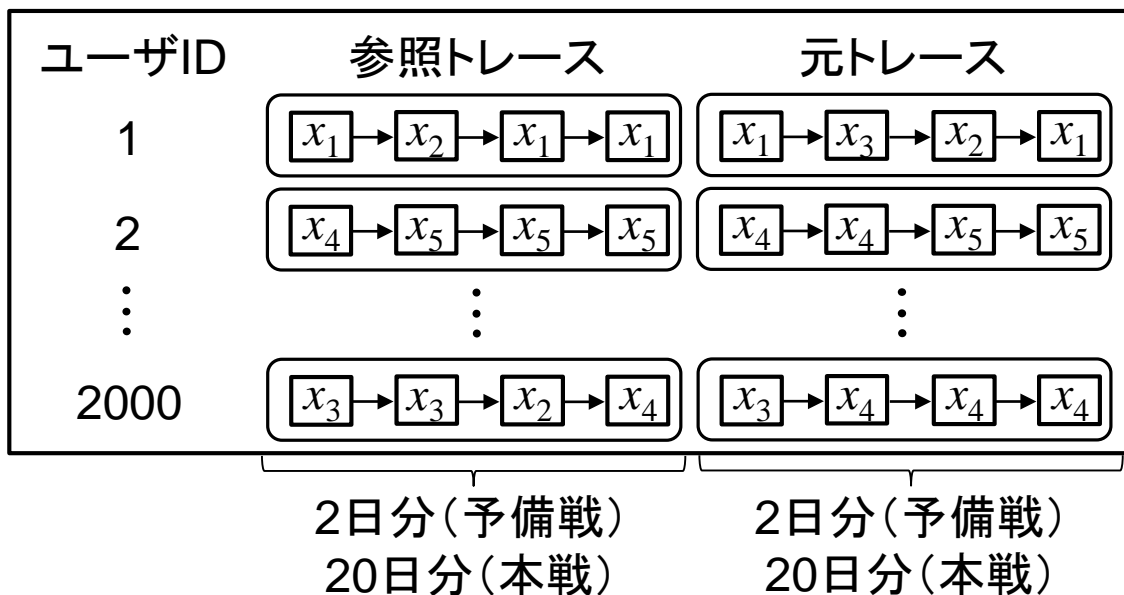 ユーザID 参照トレース 元トレース
1 x1 x2 x1 x1 x1 x3 x2 x1
2 x4 x5 x5 x5 x4 x4 x5 x5
⋮ ⋮ ⋮
2000 x3 x3 x2 x4 x3 x4 x4 x4
2日分(予備戦) 2日分(予備戦)
20日分(本戦) 20日分(本戦)